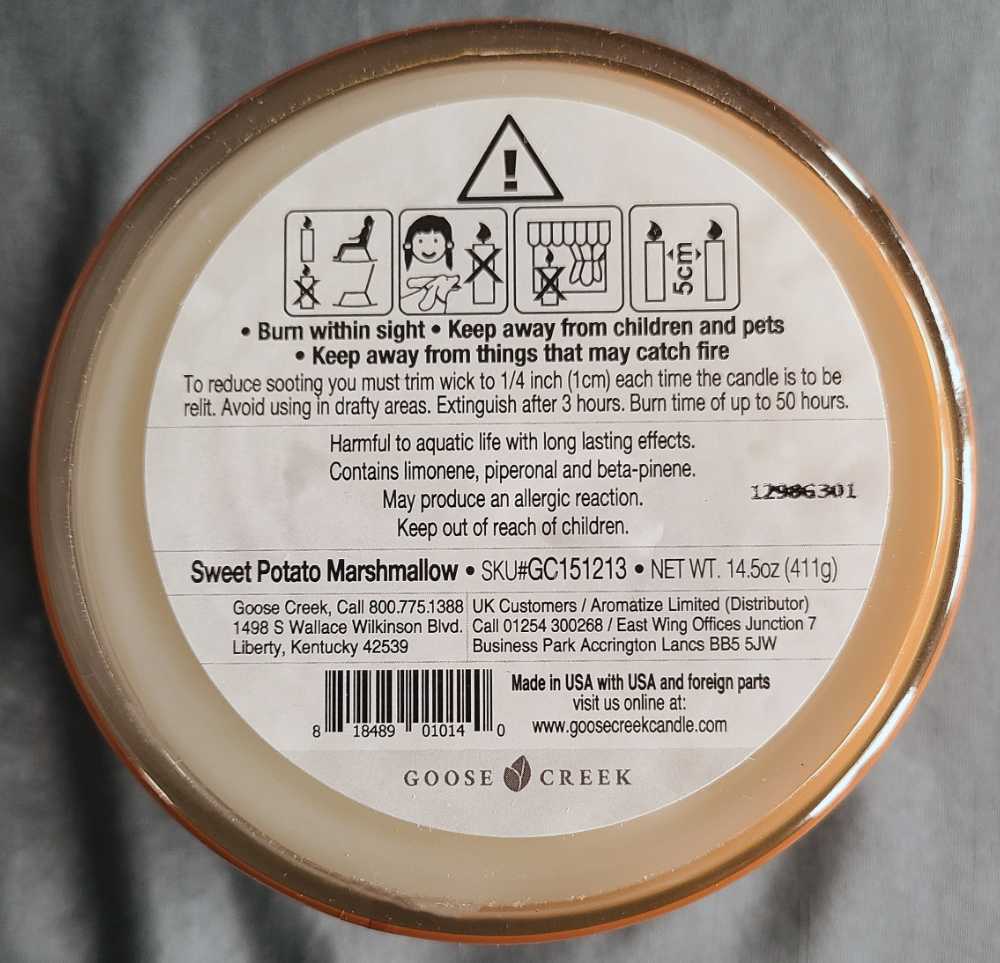 !
5cm
• Burn within sight • Keep away from children and pets
• Keep away from things that may catch fire
To reduce sooting you must trim wick to 1/4 inch (1cm) each time the candle is to be
relit. Avoid using in drafty areas. Extinguish after 3 hours. Burn time of up to 50 hours.
Harmful to aquatic life with long lasting effects.
Contains limonene, piperonal and beta-pinene.
May produce an allergic reaction.
Keep out of reach of children.
12986301
Sweet Potato Marshmallow • SKU#GC151213 • NET WT. 14.5oz (411g)
Goose Creek, Call 800.775.1388
1498 S Wallace Wilkinson Blvd.
Liberty, Kentucky 42539
UK Customers / Aromatize Limited (Distributor)
Call 01254 300268 / East Wing Offices Junction 7
Business Park Accrington Lancs BB5 5JW
8 18489 01014 0
Made in USA with USA and foreign parts
visit us online at:
www.goosecreekcandle.com
GOOSE CREEK